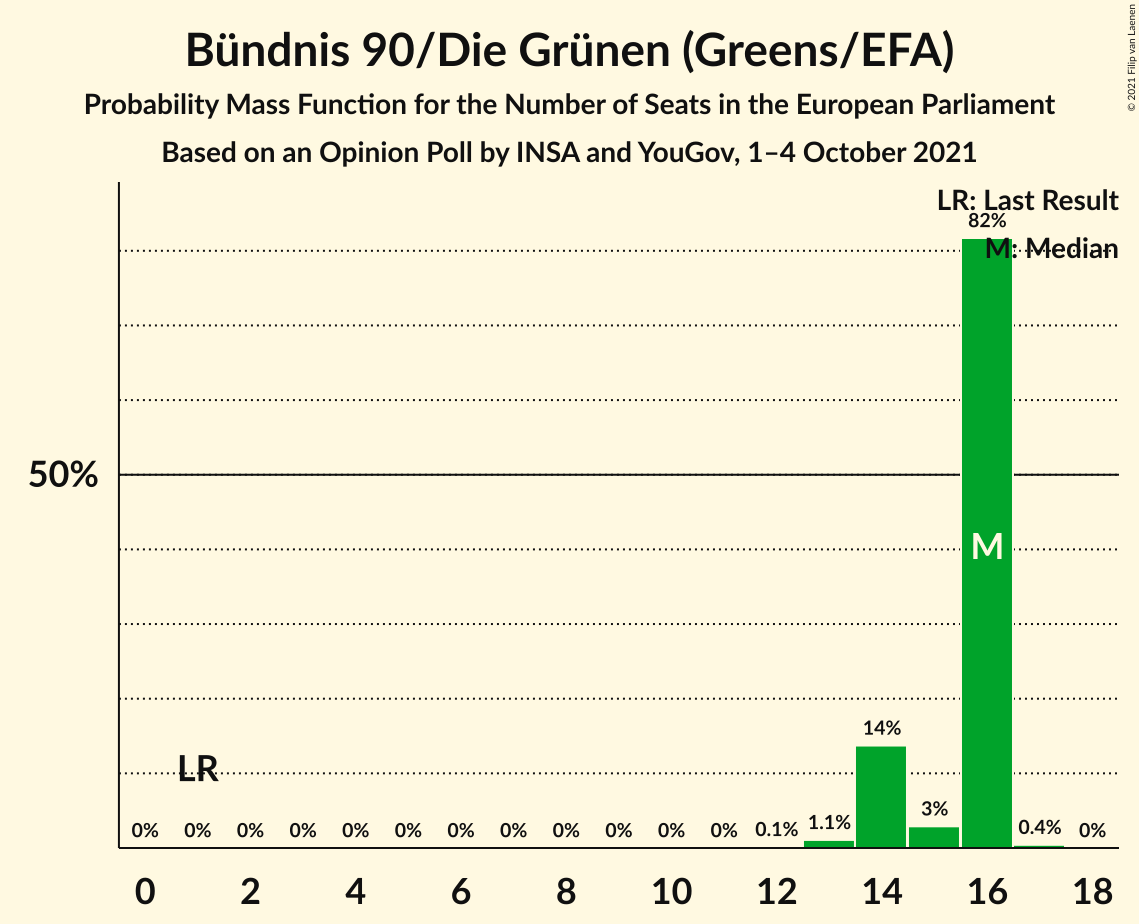 Bündnis 90/Die Grünen (Greens/EFA)
Probability Mass Function for the Number of Seats in the European Parliament
Based on an Opinion Poll by INSA and YouGov, 1–4 October 2021
© 2021 Filip van Laenen
LR: Last Result
82%
M: Median
50%
M
14%
LR
3%
0% 0% 0% 0% 0% 0% 0% 0% 0% 0% 0% 0% 0.1% 1.1% 0.4% 0%
0 2 4 6 8 10 12 14 16 18